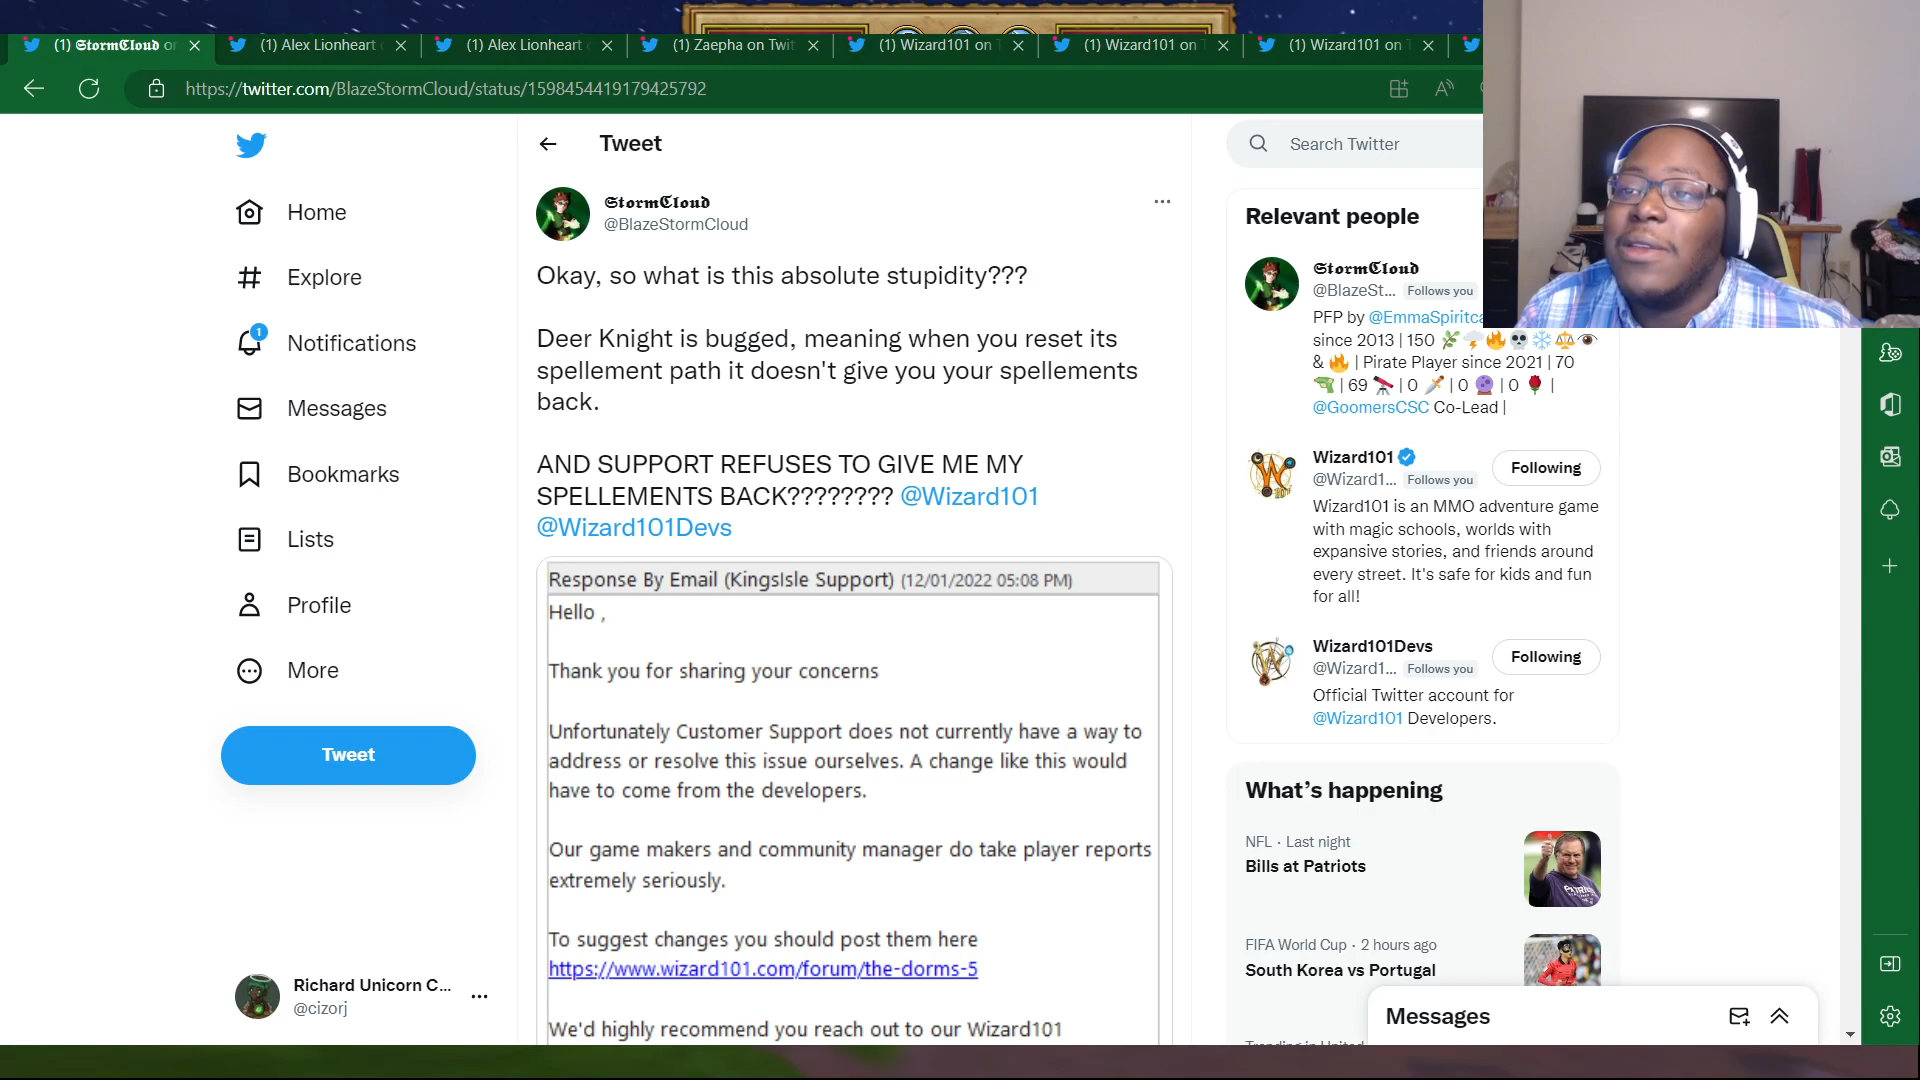 (1) StormCloud on
(1) Alex Lionheart
(1) Alex Lionheart
(1) Zaepha on Twit
(1) Wizard101 on T
(1) Wizard101 on T
(1) Wizard101 on T
https://twitter.com/BlazeStormCloud/status/1598454419179425792
Home
Explore
1
Notifications
Messages
Bookmarks
Lists
Profile
More
Tweet
Richard Unicorn C...
@cizorj
Tweet
StormCloud
@BlazeStormCloud
Okay, so what is this absolute stupidity???
Deer Knight is bugged, meaning when you reset its
spellement path it doesn't give you your spellements
back.
AND SUPPORT REFUSES TO GIVE ME MY
SPELLEMENTS BACK???????? @Wizard101
@Wizard101Devs
Response By Email (KingsIsle Support) (12/01/2022 05:08 PM)
Hello ,
Thank you for sharing your concerns
Unfortunately Customer Support does not currently have a way to
address or resolve this issue ourselves. A change like this would
have to come from the developers.
Our game makers and community manager do take player reports
extremely seriously.
To suggest changes you should post them here
https://www.wizard101.com/forum/the-dorms-5
We'd highly recommend you reach out to our Wizard101
Search Twitter
Relevant people
StormCloud
@BlazeSt... Follows you
PFP by @EmmaSpiritca
since 2013 | 150 🌿🌩️🔥💀❄️⚖️👁️
& 🔥 | Pirate Player since 2021 | 70
🔫 | 69 🔭 | 0 🗡️ | 0 🔮 | 0 🌹 |
@GoomersCSC Co-Lead |
Wizard101
@Wizard1... Follows you
Following
Wizard101 is an MMO adventure game
with magic schools, worlds with
expansive stories, and friends around
every street. It's safe for kids and fun
for all!
Wizard101Devs
@Wizard1... Follows you
Following
Official Twitter account for
@Wizard101 Developers.
What's happening
NFL · Last night
Bills at Patriots
FIFA World Cup · 2 hours ago
South Korea vs Portugal
Messages